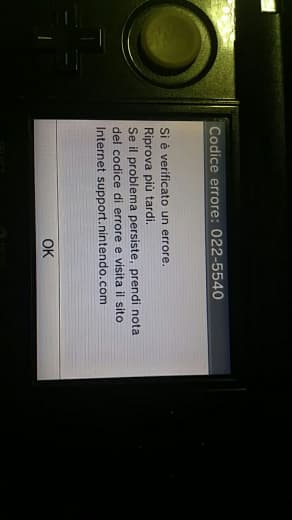 Codice errore: 022-5540
Si è verificato un errore.
Riprova più tardi.
Se il problema persiste, prendi nota
del codice di errore e visita il sito
Internet support.nintendo.com
OK